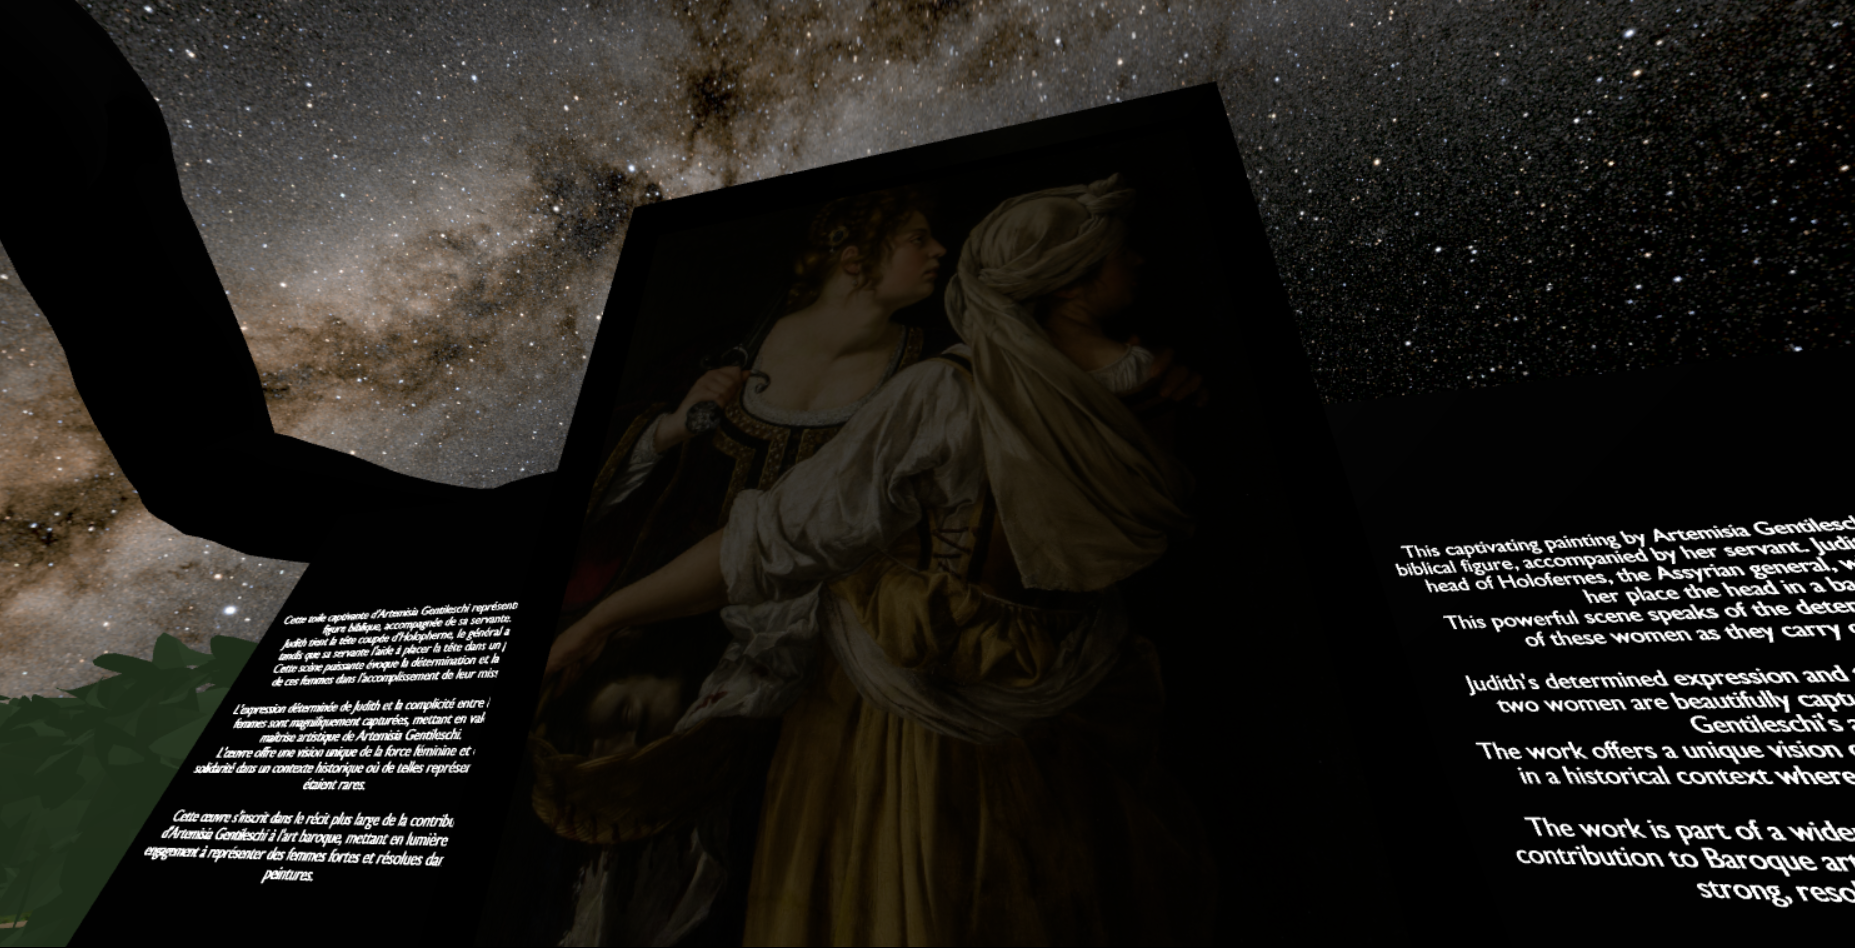 Cette toile captivante d'Artemisia Gentileschi représent
figure biblique, accompagnée de sa servante.
Judith tient la tête coupée d'Holopherne, le général a
tandis que sa servante l'aide à placer la tête dans un
Cette scène puissante évoque la détermination et la
de ces femmes dans l'accomplissement de leur miss
L'expression déterminée de Judith et la complicité entre
femmes sont magnifiquement capturées, mettant en val
maîtrise artistique de Artemisia Gentileschi.
L'œuvre offre une vision unique de la force féminine et
solidarité dans un contexte historique où de telles représer
étaient rares.
Cette œuvre s'inscrit dans le récit plus large de la contribu
d'Artemisia Gentileschi à l'art baroque, mettant en lumière
engagement à représenter des femmes fortes et résolues dar
peintures.
This captivating painting by Artemisia Gentilesch
biblical figure, accompanied by her servant. Judit
head of Holofernes, the Assyrian general, w
her place the head in a ba
This powerful scene speaks of the deter
of these women as they carry o
Judith's determined expression and
two women are beautifully captu
Gentileschi's a
The work offers a unique vision
in a historical context where
The work is part of a wider
contribution to Baroque art
strong, reso